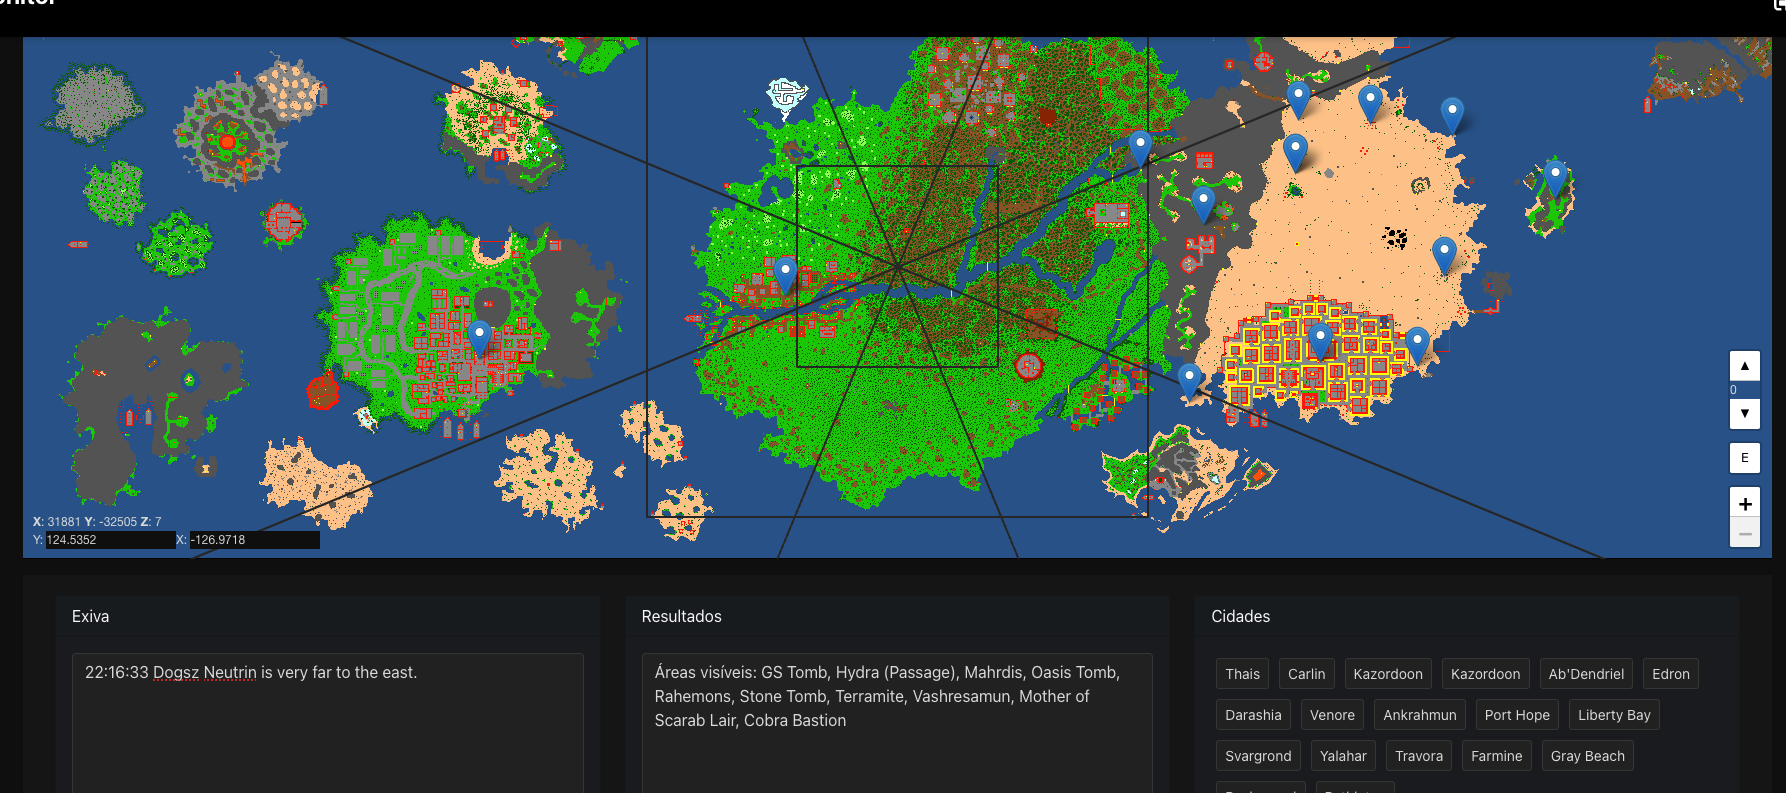 0
E
X: 31881 Y: -32505 Z: 7
Y: 124.5352 X: -126.9718
Exiva
22:16:33 Dogsz Neutrin is very far to the east.
Resultados
Áreas visíveis: GS Tomb, Hydra (Passage), Mahrdis, Oasis Tomb,
Rahemons, Stone Tomb, Terramite, Vashresamun, Mother of
Scarab Lair, Cobra Bastion
Cidades
Thais Carlin Kazordoon Kazordoon Ab'Dendriel Edron
Darashia Venore Ankrahmun Port Hope Liberty Bay
Svargrond Yalahar Travora Farmine Gray Beach